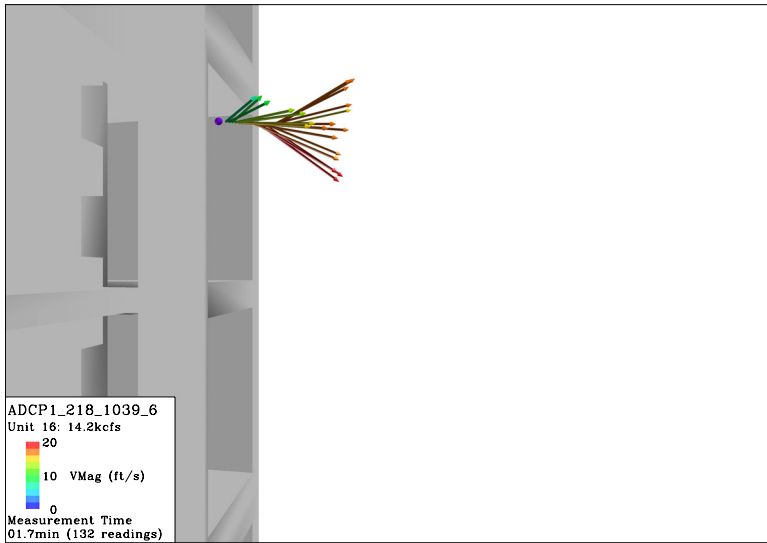 ADCP1_218_1039_6
Unit 16: 14.2kcfs
20
10 VMag (ft/s)
0
Measurement Time
01.7min (132 readings)